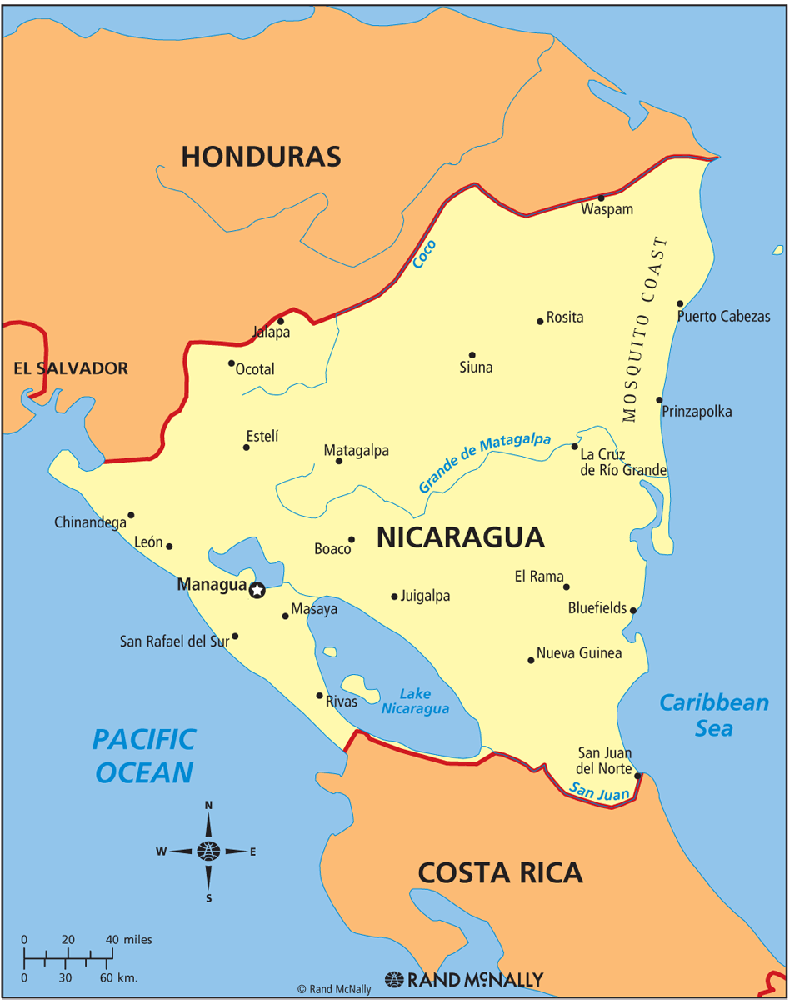 HONDURAS
Waspam
Coco
MOSQUITO COAST
Rosita
Puerto Cabezas
Jalapa
EL SALVADOR
Ocotal
Siuna
Prinzapolka
Estelí
Matagalpa
Grande de Matagalpa
La Cruz
de Río Grande
Chinandega
León
Boaco
NICARAGUA
El Rama
Managua
Juigalpa
Bluefields
Masaya
San Rafael del Sur
Nueva Guinea
Rivas
Lake
Nicaragua
Caribbean
Sea
PACIFIC
OCEAN
San Juan
del Norte
San Juan
N
W
E
S
COSTA RICA
0 20 40 miles
0 30 60 km.
© Rand McNally
RAND McNALLY